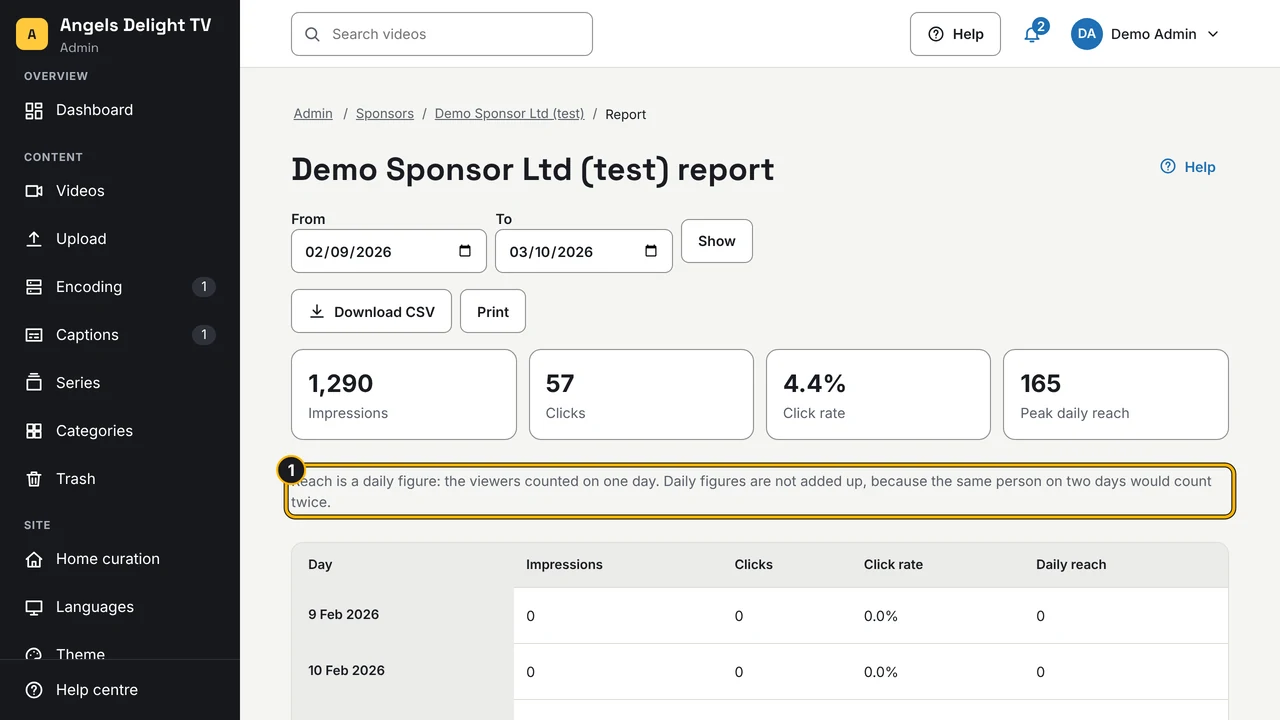 A
Angels Delight TV
Admin
OVERVIEW
Dashboard
CONTENT
Videos
Upload
Encoding 1
Captions 1
Series
Categories
Trash
SITE
Home curation
Languages
Theme
Help centre
Search videos
Help
2
DA
Demo Admin
Admin / Sponsors / Demo Sponsor Ltd (test) / Report
Demo Sponsor Ltd (test) report
Help
From
To
02/09/2026
03/10/2026
Show
Download CSV
Print
1,290
Impressions
57
Clicks
4.4%
Click rate
165
Peak daily reach
1
Reach is a daily figure: the viewers counted on one day. Daily figures are not added up, because the same person on two days would count
twice.
Day Impressions Clicks Click rate Daily reach
9 Feb 2026 0 0 0.0% 0
10 Feb 2026 0 0 0.0% 0